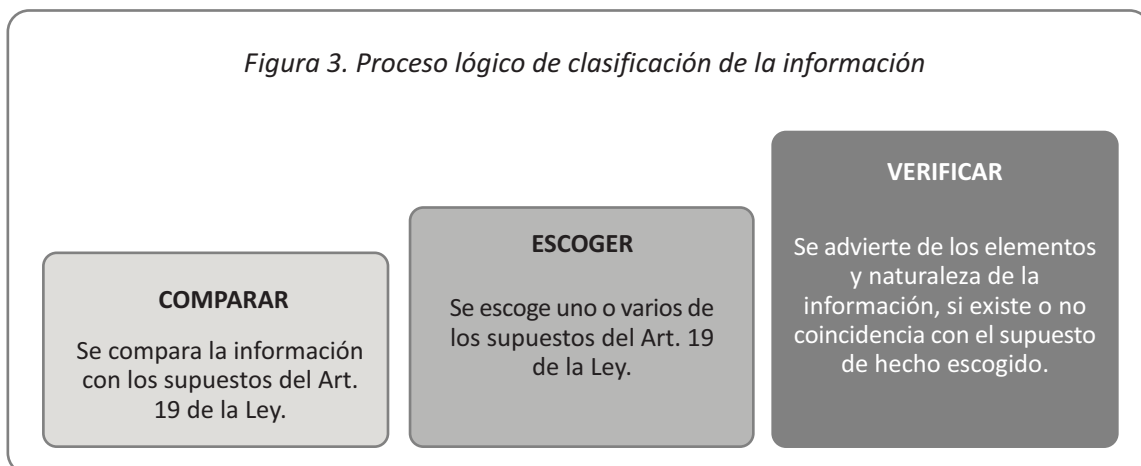 Figura 3. Proceso lógico de clasificación de la información
COMPARAR
Se compara la información
con los supuestos del Art.
19 de la Ley.
ESCOGER
Se escoge uno o varios de
los supuestos del Art. 19
de la Ley.
VERIFICAR
Se advierte de los elementos
y naturaleza de la
información, si existe o no
coincidencia con el supuesto
de hecho escogido.